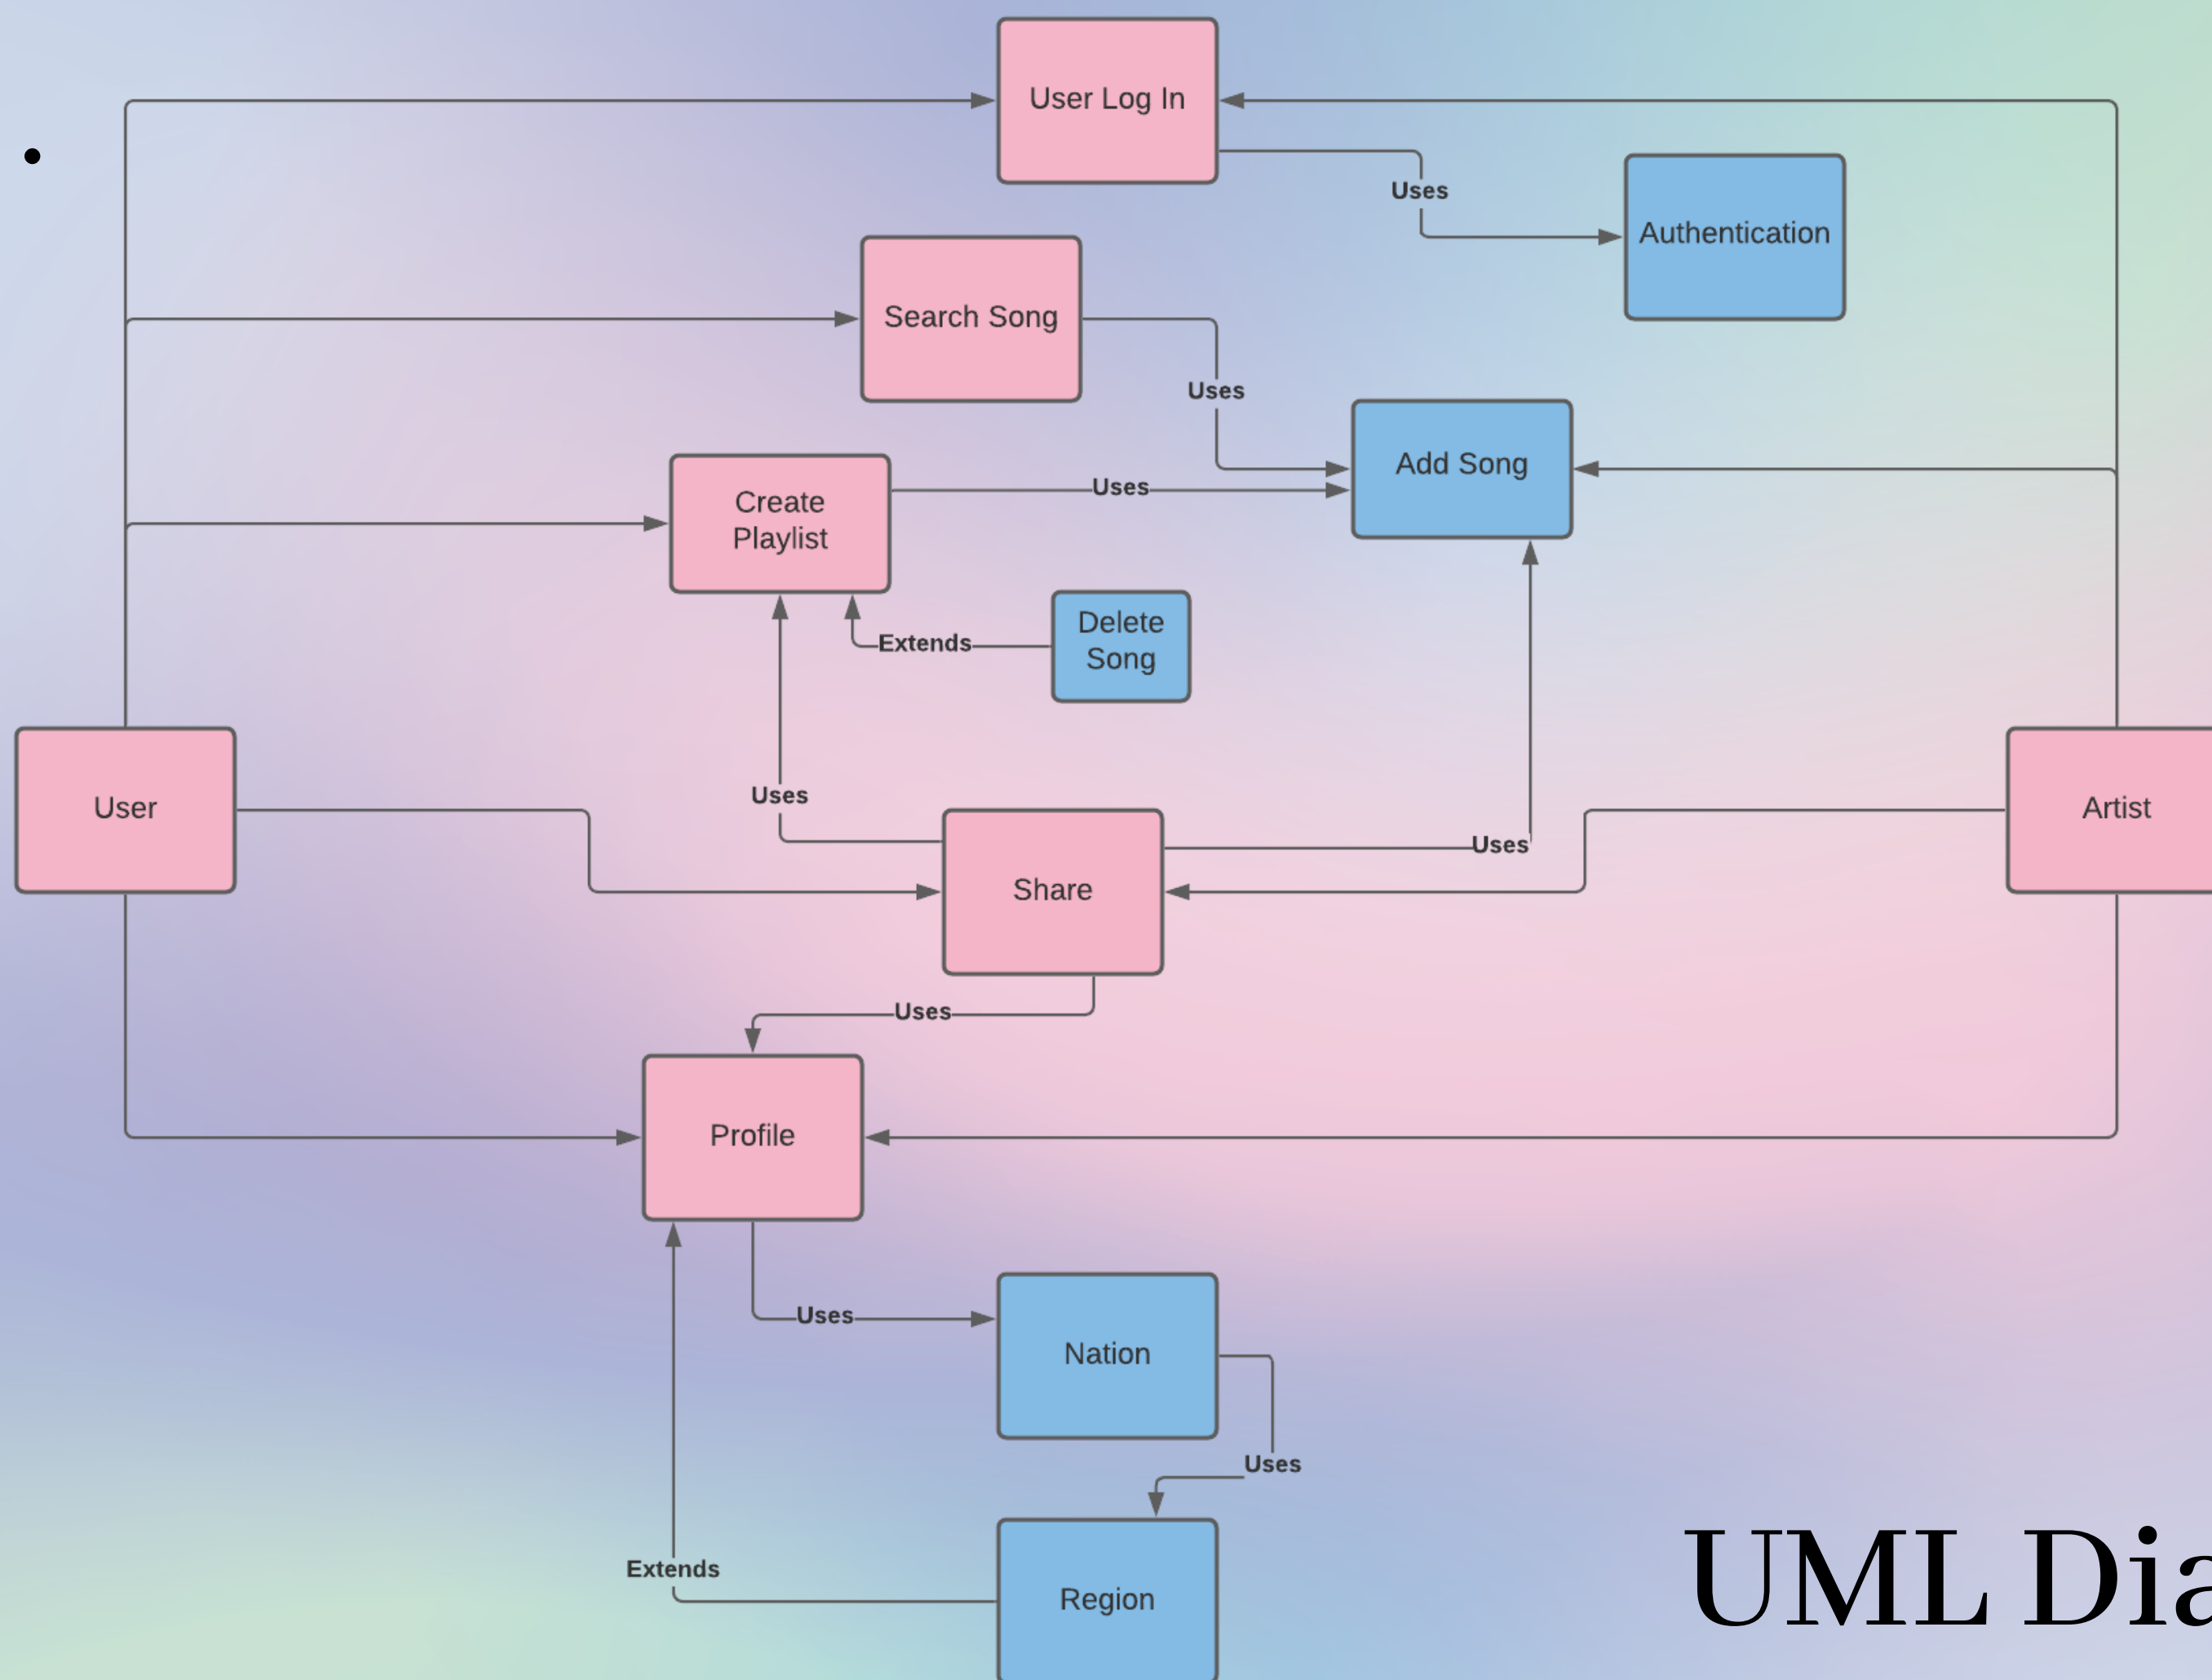 User Log In
Uses
Authentication
Search Song
Uses
Add Song
Create
Playlist
Uses
Delete
Song
Extends
User
Uses
Share
Uses
Artist
Uses
Profile
Uses
Nation
Uses
Extends
Region
UML Dia